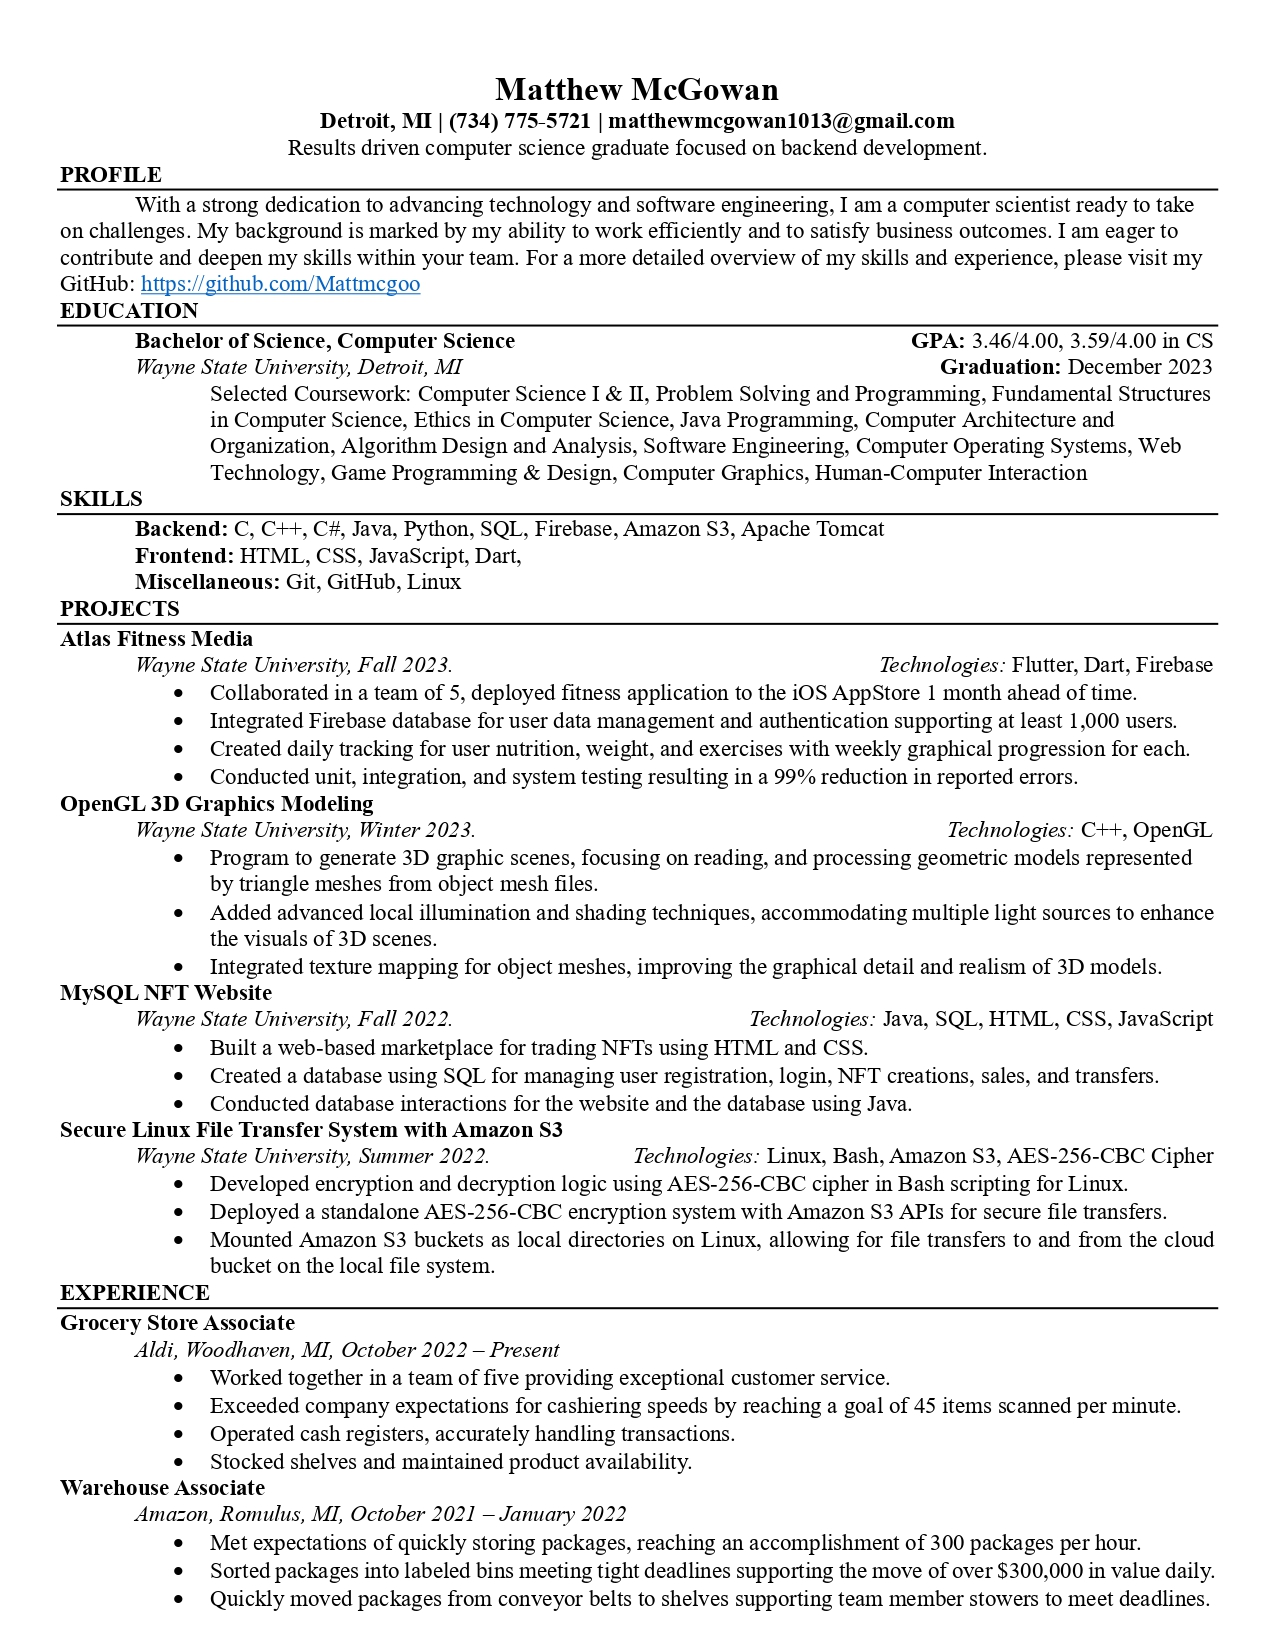 Matthew McGowan
Detroit, MI | (734) 775-5721 | matthewmcgowan1013@gmail.com
Results driven computer science graduate focused on backend development.
PROFILE
With a strong dedication to advancing technology and software engineering, I am a computer scientist ready to take
on challenges. My background is marked by my ability to work efficiently and to satisfy business outcomes. I am eager to
contribute and deepen my skills within your team. For a more detailed overview of my skills and experience, please visit my
GitHub: https://github.com/Mattmcgoo
EDUCATION
Bachelor of Science, Computer Science GPA: 3.46/4.00, 3.59/4.00 in CS
Wayne State University, Detroit, MI Graduation: December 2023
Selected Coursework: Computer Science I & II, Problem Solving and Programming, Fundamental Structures
in Computer Science, Ethics in Computer Science, Java Programming, Computer Architecture and
Organization, Algorithm Design and Analysis, Software Engineering, Computer Operating Systems, Web
Technology, Game Programming & Design, Computer Graphics, Human-Computer Interaction
SKILLS
Backend: C, C++, C#, Java, Python, SQL, Firebase, Amazon S3, Apache Tomcat
Frontend: HTML, CSS, JavaScript, Dart,
Miscellaneous: Git, GitHub, Linux
PROJECTS
Atlas Fitness Media
Wayne State University, Fall 2023. Technologies: Flutter, Dart, Firebase
• Collaborated in a team of 5, deployed fitness application to the iOS AppStore 1 month ahead of time.
• Integrated Firebase database for user data management and authentication supporting at least 1,000 users.
• Created daily tracking for user nutrition, weight, and exercises with weekly graphical progression for each.
• Conducted unit, integration, and system testing resulting in a 99% reduction in reported errors.
OpenGL 3D Graphics Modeling
Wayne State University, Winter 2023. Technologies: C++, OpenGL
• Program to generate 3D graphic scenes, focusing on reading, and processing geometric models represented
by triangle meshes from object mesh files.
• Added advanced local illumination and shading techniques, accommodating multiple light sources to enhance
the visuals of 3D scenes.
• Integrated texture mapping for object meshes, improving the graphical detail and realism of 3D models.
MySQL NFT Website
Wayne State University, Fall 2022. Technologies: Java, SQL, HTML, CSS, JavaScript
• Built a web-based marketplace for trading NFTs using HTML and CSS.
• Created a database using SQL for managing user registration, login, NFT creations, sales, and transfers.
• Conducted database interactions for the website and the database using Java.
Secure Linux File Transfer System with Amazon S3
Wayne State University, Summer 2022. Technologies: Linux, Bash, Amazon S3, AES-256-CBC Cipher
• Developed encryption and decryption logic using AES-256-CBC cipher in Bash scripting for Linux.
• Deployed a standalone AES-256-CBC encryption system with Amazon S3 APIs for secure file transfers.
• Mounted Amazon S3 buckets as local directories on Linux, allowing for file transfers to and from the cloud
bucket on the local file system.
EXPERIENCE
Grocery Store Associate
Aldi, Woodhaven, MI, October 2022 – Present
• Worked together in a team of five providing exceptional customer service.
• Exceeded company expectations for cashiering speeds by reaching a goal of 45 items scanned per minute.
• Operated cash registers, accurately handling transactions.
• Stocked shelves and maintained product availability.
Warehouse Associate
Amazon, Romulus, MI, October 2021 – January 2022
• Met expectations of quickly storing packages, reaching an accomplishment of 300 packages per hour.
• Sorted packages into labeled bins meeting tight deadlines supporting the move of over $300,000 in value daily.
• Quickly moved packages from conveyor belts to shelves supporting team member stowers to meet deadlines.